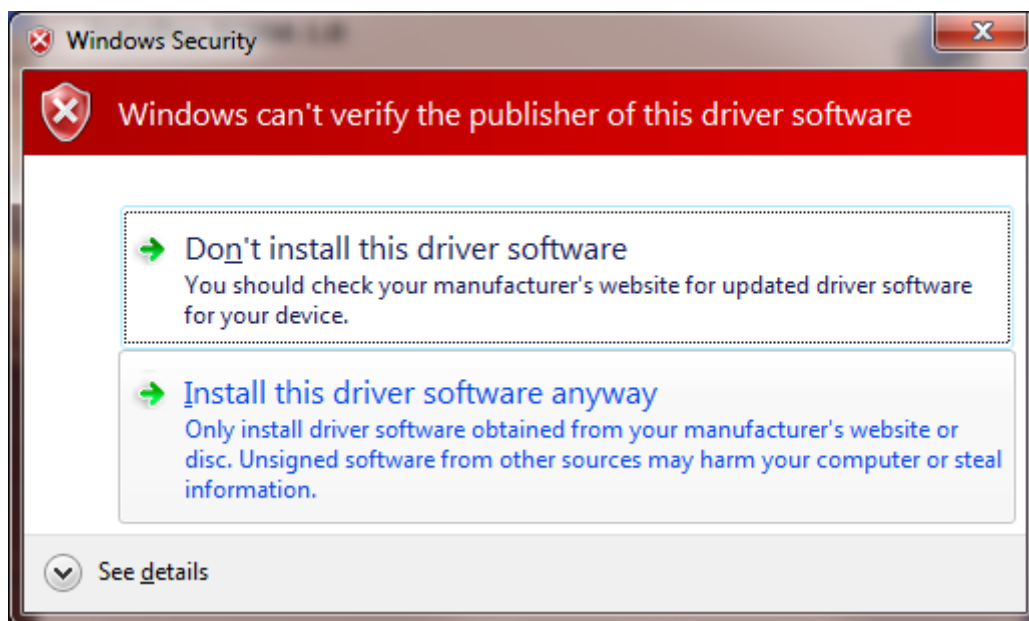 Windows Security
Windows can't verify the publisher of this driver software
Don't install this driver software
You should check your manufacturer's website for updated driver software
for your device.
Install this driver software anyway
Only install driver software obtained from your manufacturer's website or
disc. Unsigned software from other sources may harm your computer or steal
information.
See details